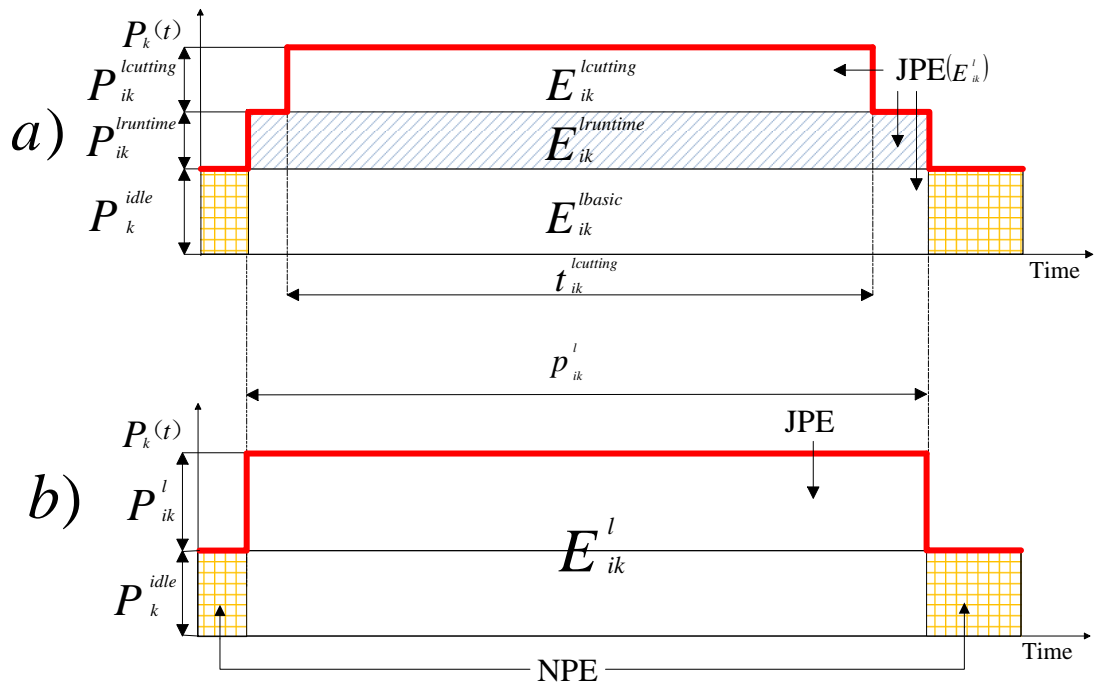 a)
P_k(t)
P_ik^lcutting
P_ik^lruntime
P_k^idle
E_ik^lcutting
JPE(E_ik^l)
E_ik^lruntime
E_ik^lbasic
Time
t_ik^lcutting
p_ik^l
b)
P_k(t)
JPE
P_ik^l
E_ik^l
P_k^idle
Time
NPE